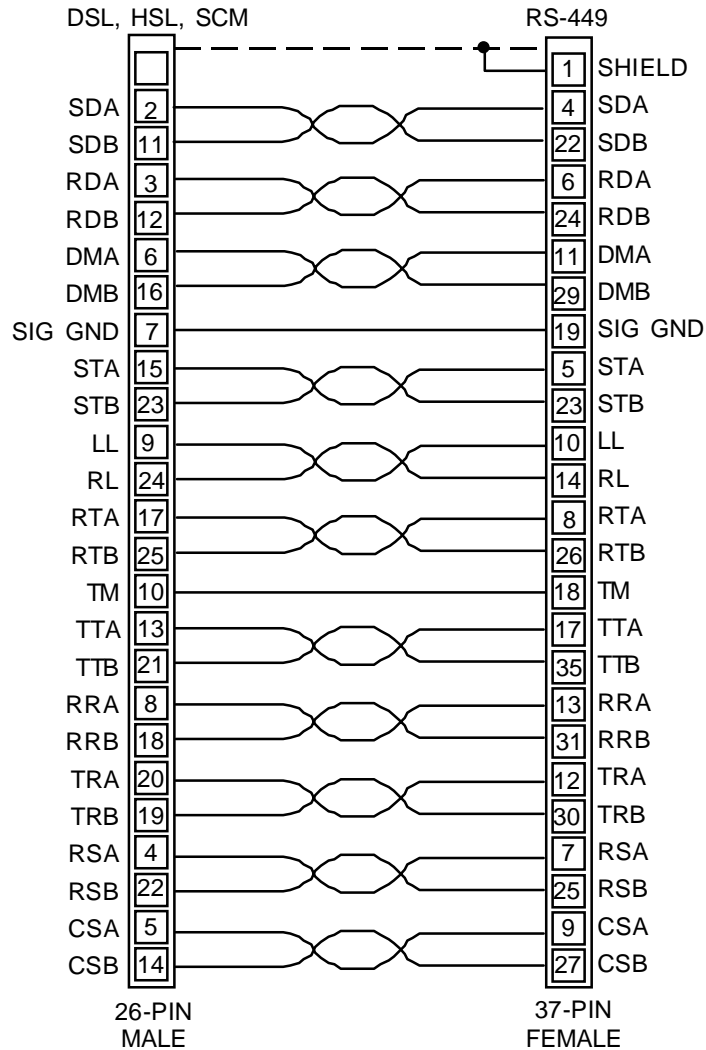 DSL, HSL, SCM RS-449
1 SHIELD
SDA 2 4 SDA
SDB 11 22 SDB
RDA 3 6 RDA
RDB 12 24 RDB
DMA 6 11 DMA
DMB 16 29 DMB
SIG GND 7 19 SIG GND
STA 15 5 STA
STB 23 23 STB
LL 9 10 LL
RL 24 14 RL
RTA 17 8 RTA
RTB 25 26 RTB
TM 10 18 TM
TTA 13 17 TTA
TTB 21 35 TTB
RRA 8 13 RRA
RRB 18 31 RRB
TRA 20 12 TRA
TRB 19 30 TRB
RSA 4 7 RSA
RSB 22 25 RSB
CSA 5 9 CSA
CSB 14 27 CSB
26-PIN 37-PIN
MALE FEMALE